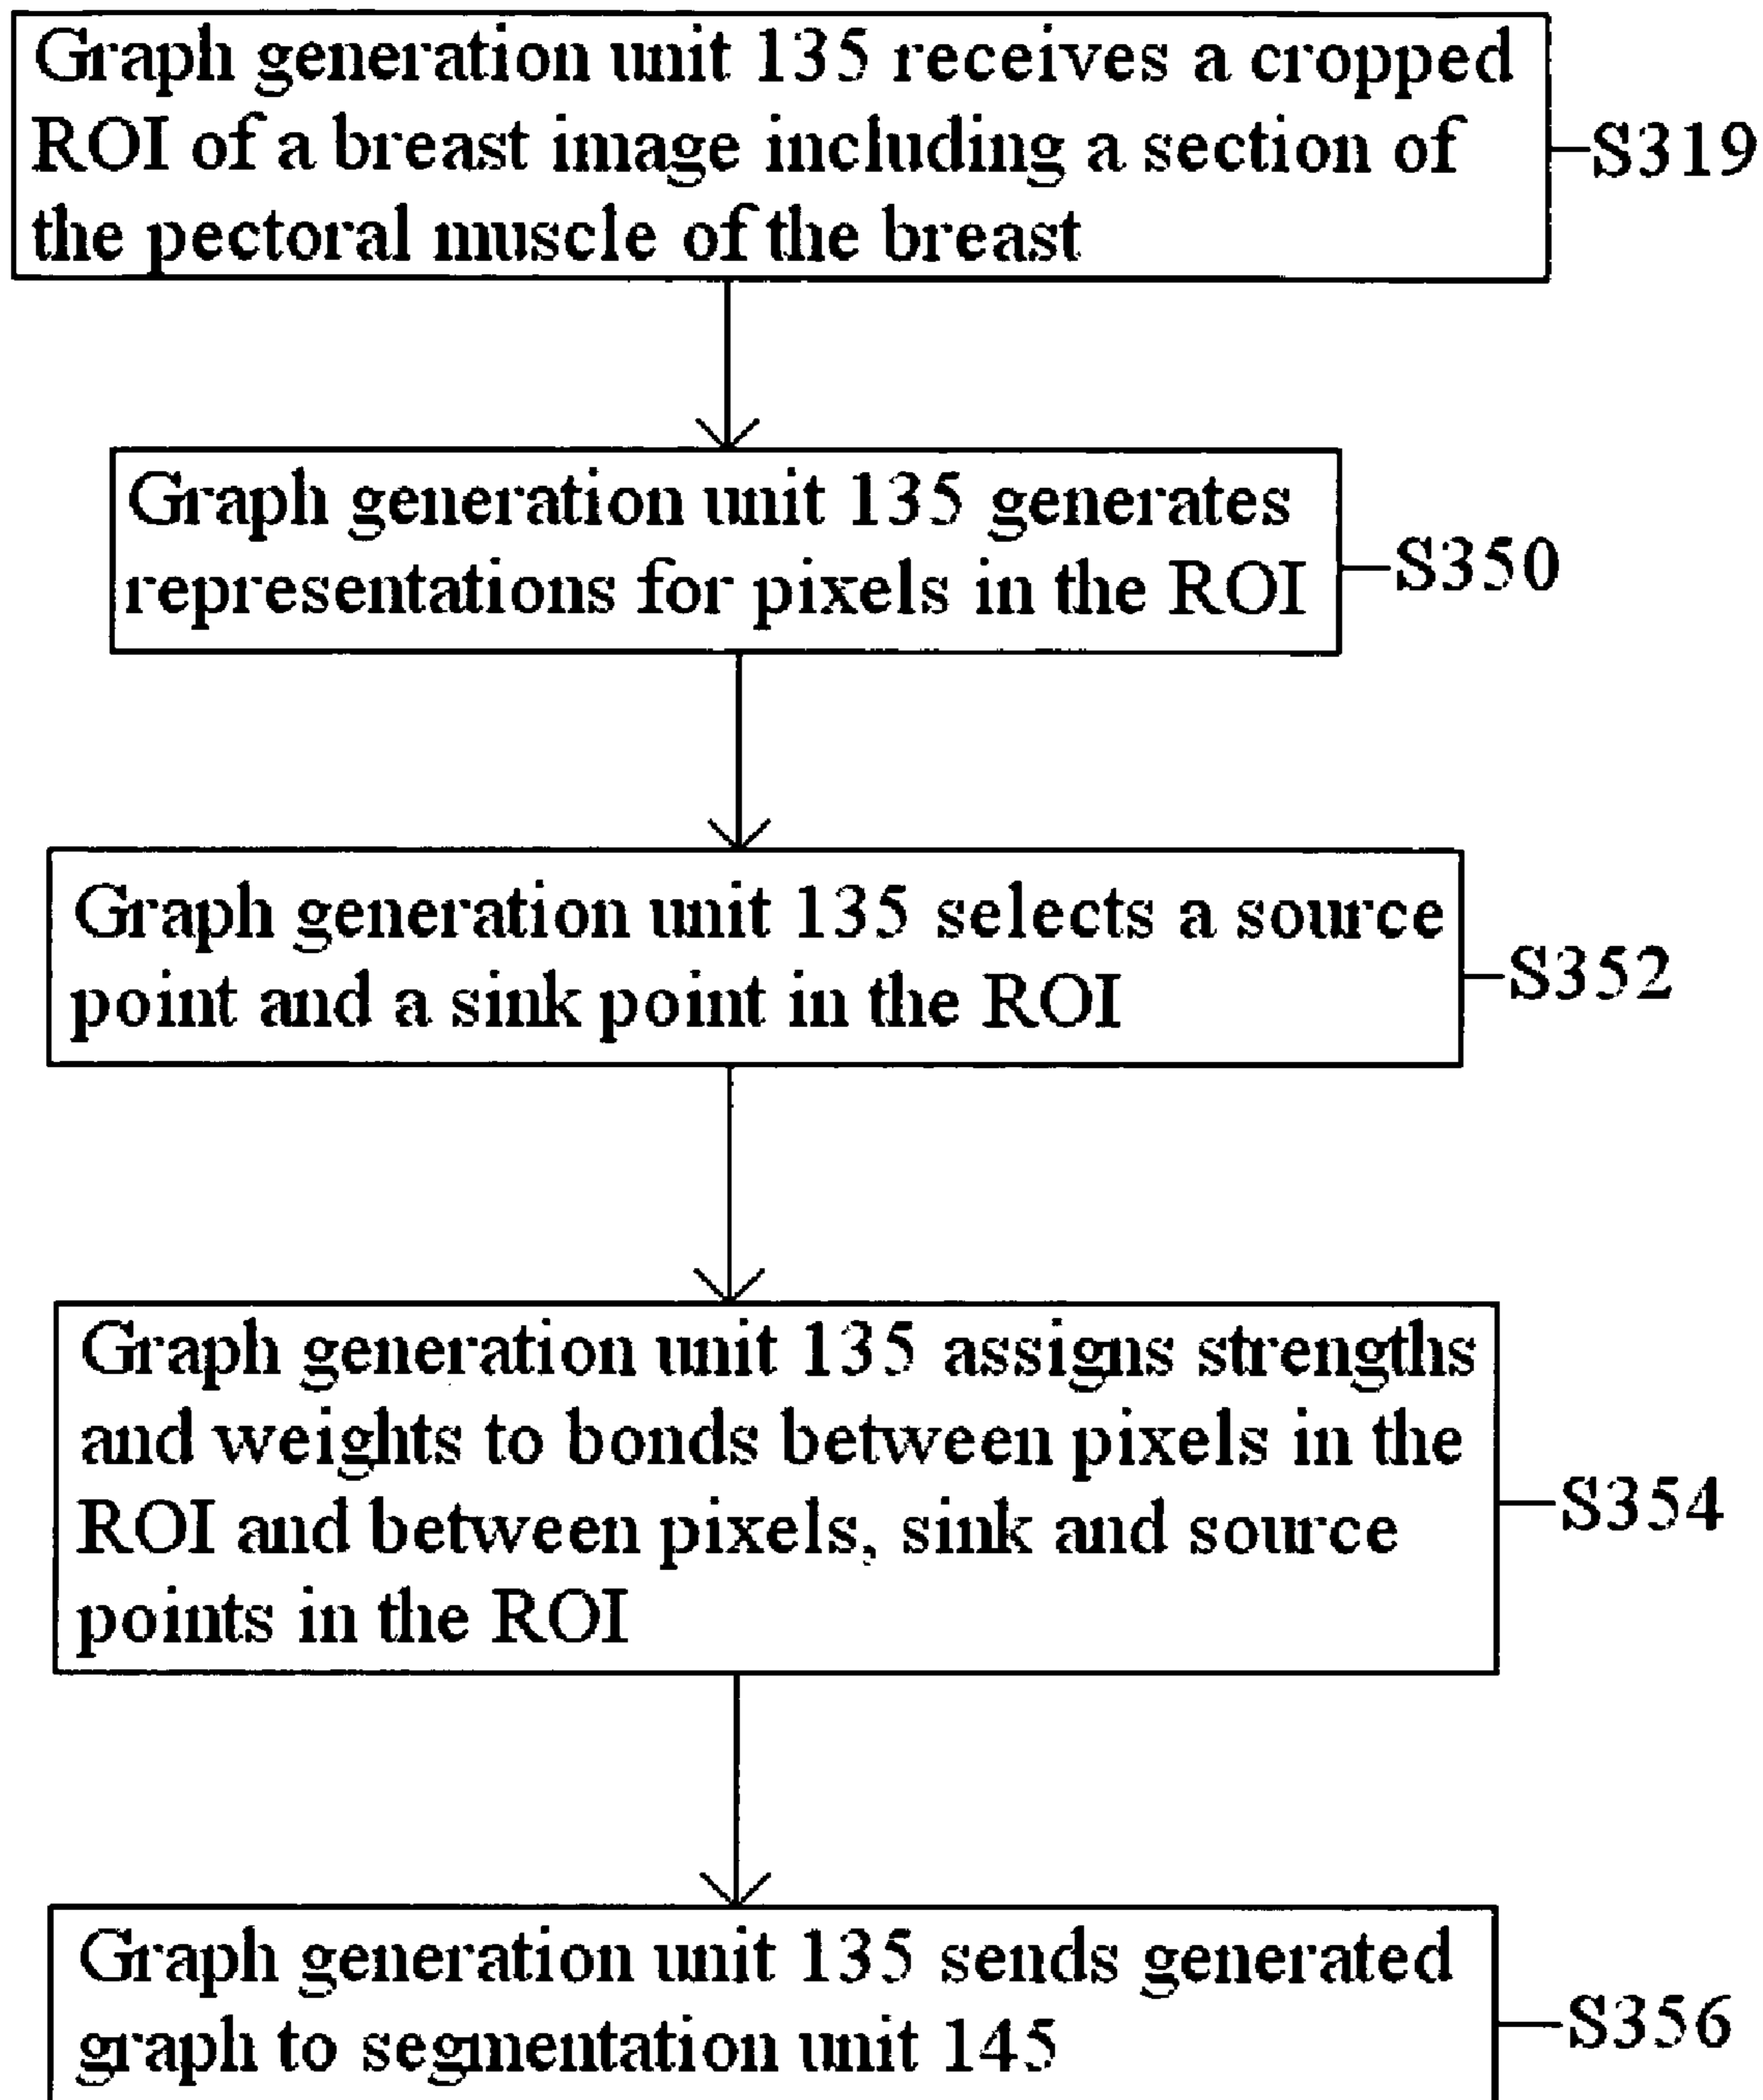 Graph generation unit 135 receives a cropped
ROI of a breast image including a section of
the pectoral muscle of the breast
S319
Graph generation unit 135 generates
representations for pixels in the ROI
S350
Graph generation unit 135 selects a source
point and a sink point in the ROI
S352
Graph generation unit 135 assigns strengths
and weights to bonds between pixels in the
ROI and between pixels, sink and source
points in the ROI
S354
Graph generation unit 135 sends generated
graph to segmentation unit 145
S356